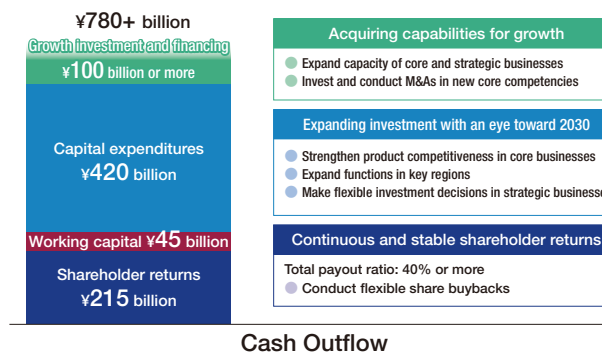 ¥780+ billion
Growth investment and financing
¥100 billion or more
Capital expenditures
¥420 billion
Working capital ¥45 billion
Shareholder returns
¥215 billion
Cash Outflow
Acquiring capabilities for growth
Expand capacity of core and strategic businesses
Invest and conduct M&As in new core competencies
Expanding investment with an eye toward 2030
Strengthen product competitiveness in core businesses
Expand functions in key regions
Make flexible investment decisions in strategic businesse
Continuous and stable shareholder returns
Total payout ratio: 40% or more
Conduct flexible share buybacks